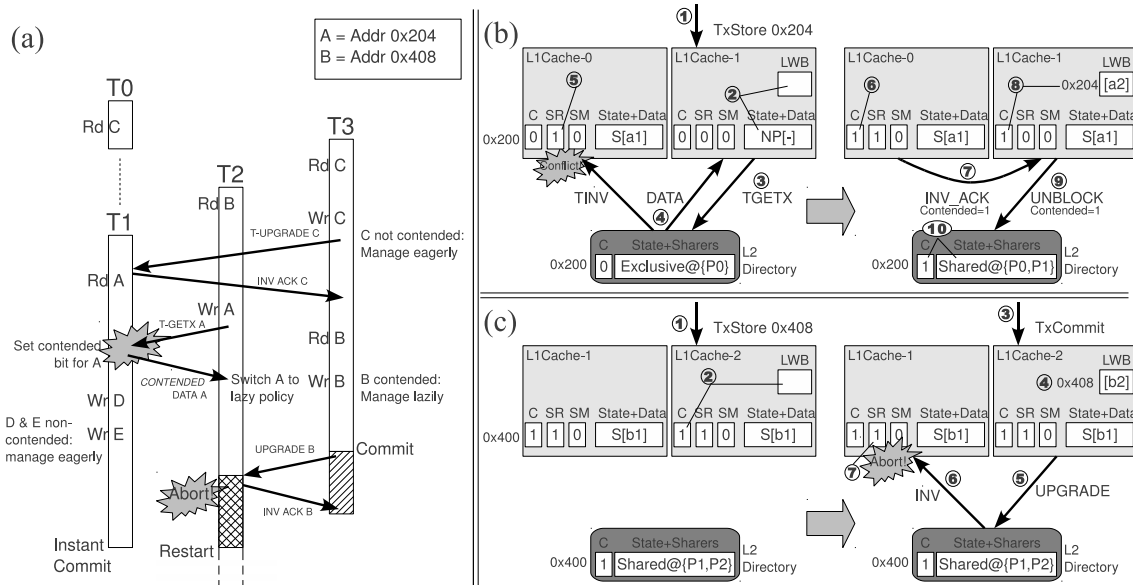 (a)
A = Addr 0x204
B = Addr 0x408
T0
Rd C
T3
Rd C
T2
Rd B
Wr C
T1
T-UPGRADE C
C not contended:
Manage eagerly
Rd A
INV ACK C
Wr A
T-GETX A
Rd B
Set contended
bit for A
CONTENDED
DATA A
Switch A to
lazy policy
Wr B
B contended:
Manage lazily
Wr D
D & E non-
contended:
manage eagerly
Wr E
Commit
UPGRADE B
Abort!
INV ACK B
Instant
Commit
Restart
(b)
1
TxStore 0x204
L1Cache-0
L1Cache-1
LWB
5
2
C SR SM State+Data
C SR SM State+Data
0x200
0 1 0 S[a1]
0 0 0 NP[-]
Conflict!
TINV
DATA
3
TGETX
4
C State+Sharers
L2
Directory
0x200
0 Exclusive@{P0}
L1Cache-0
L1Cache-1
LWB
6
8
0x204
[a2]
C SR SM State+Data
C SR SM State+Data
1 1 0 S[a1]
1 0 0 S[a1]
7
INV_ACK
Contended=1
9
UNBLOCK
Contended=1
10
C State+Sharers
L2
Directory
0x200
1 Shared@{P0,P1}
(c)
1
TxStore 0x408
L1Cache-1
L1Cache-2
LWB
2
C SR SM State+Data
C SR SM State+Data
0x400
1 1 0 S[b1]
1 1 0 S[b1]
C State+Sharers
L2
Directory
0x400
1 Shared@{P1,P2}
3
TxCommit
L1Cache-1
L1Cache-2
LWB
4
0x408
[b2]
C SR SM State+Data
C SR SM State+Data
1 1 0 S[b1]
1 1 0 S[b1]
7
Abort!
INV
6
5
UPGRADE
C State+Sharers
L2
Directory
0x400
1 Shared@{P1,P2}